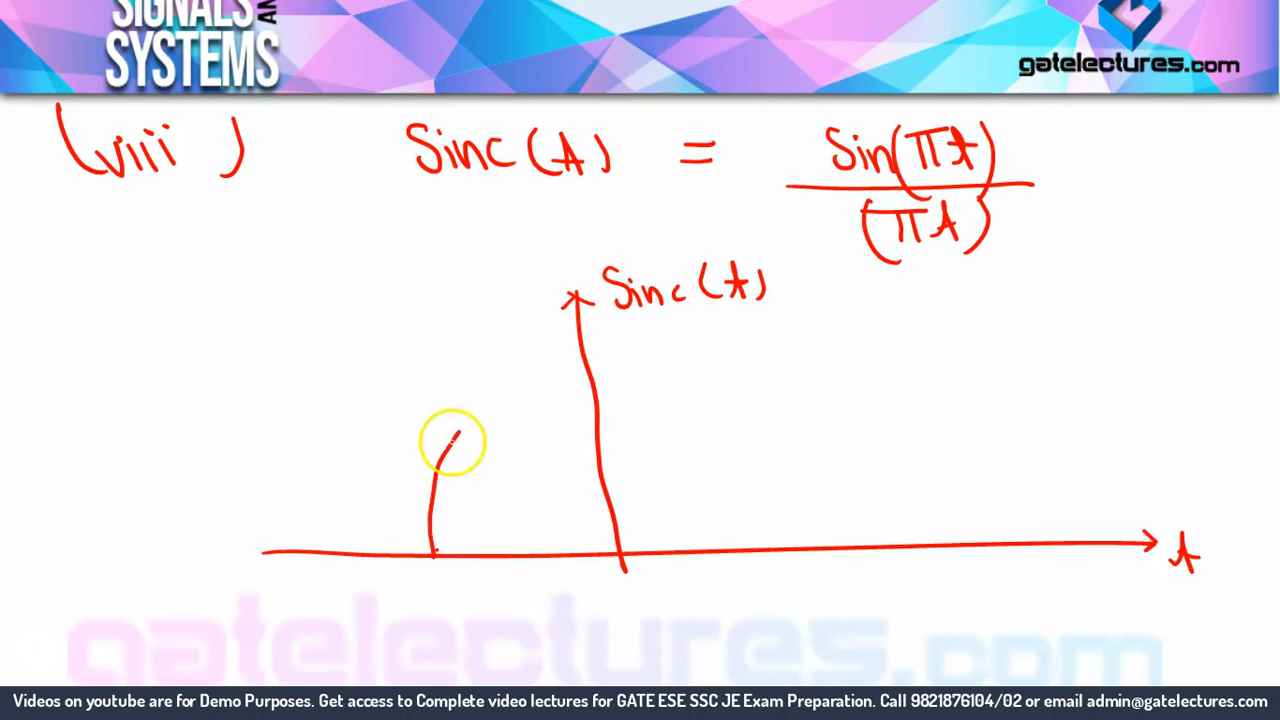 SIGNALS AND
SYSTEMS
gatelectures.com
(viii) Sinc(t) = Sin(πt)
(πt)
Sinc(t)
t
gatelectures.com
Videos on youtube are for Demo Purposes. Get access to Complete video lectures for GATE ESE SSC JE Exam Preparation. Call 9821876104/02 or email admin@gatelectures.com